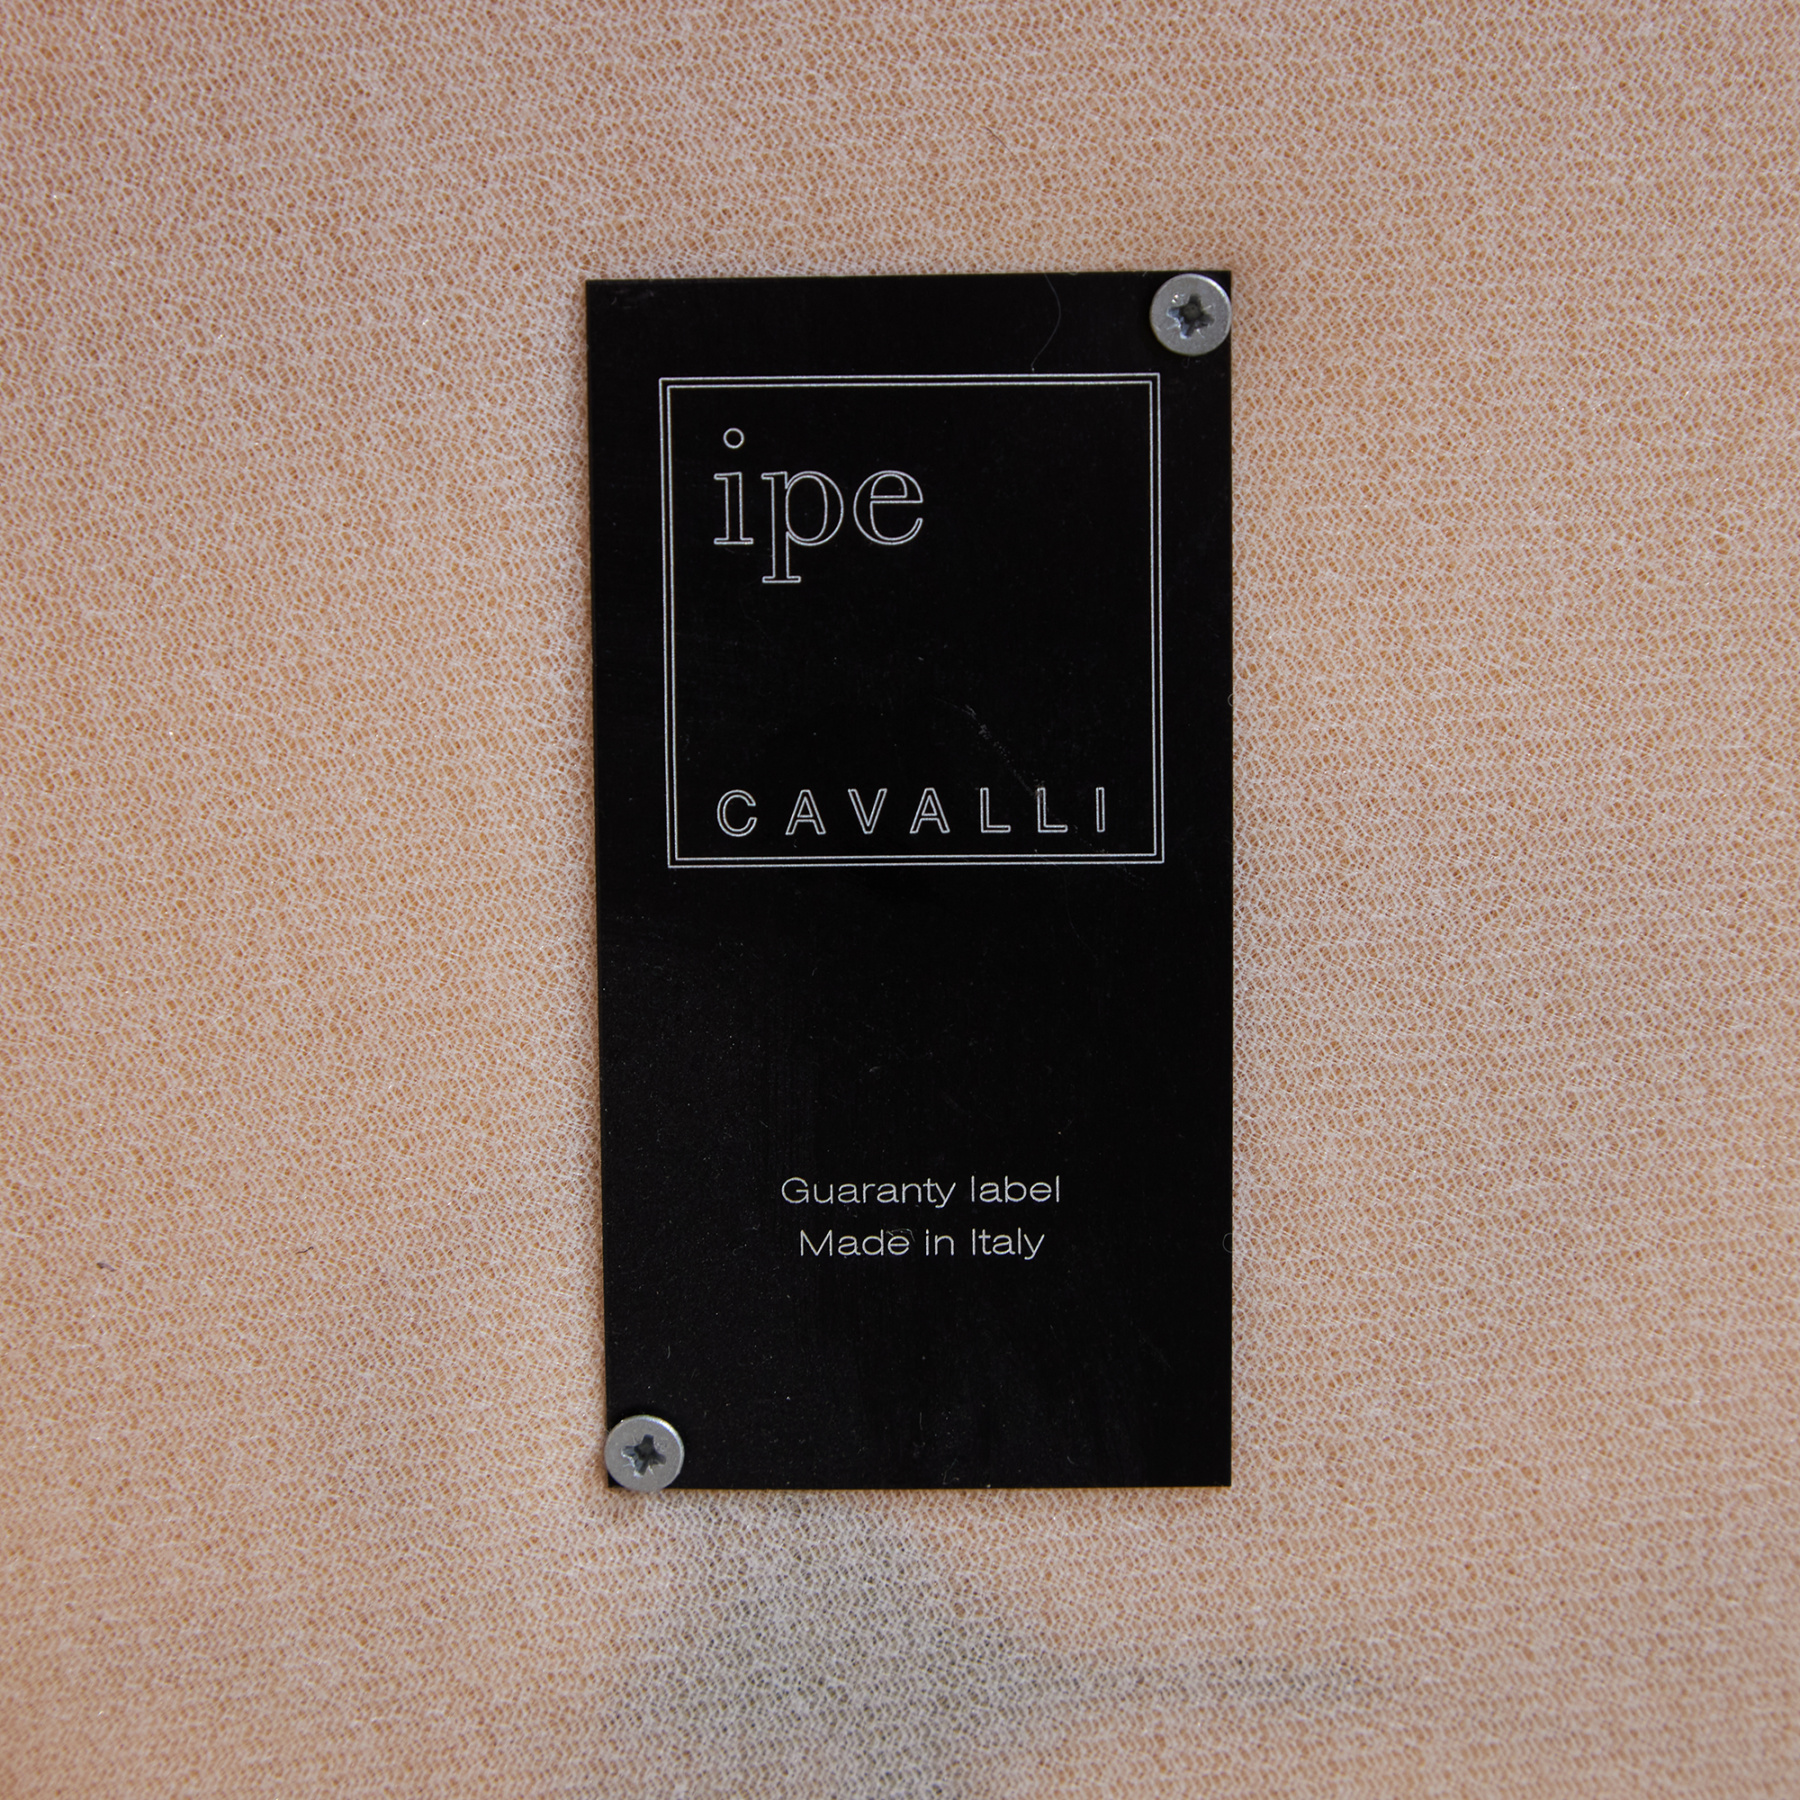 ipe
CAVALLI
Guaranty label
Made in Italy